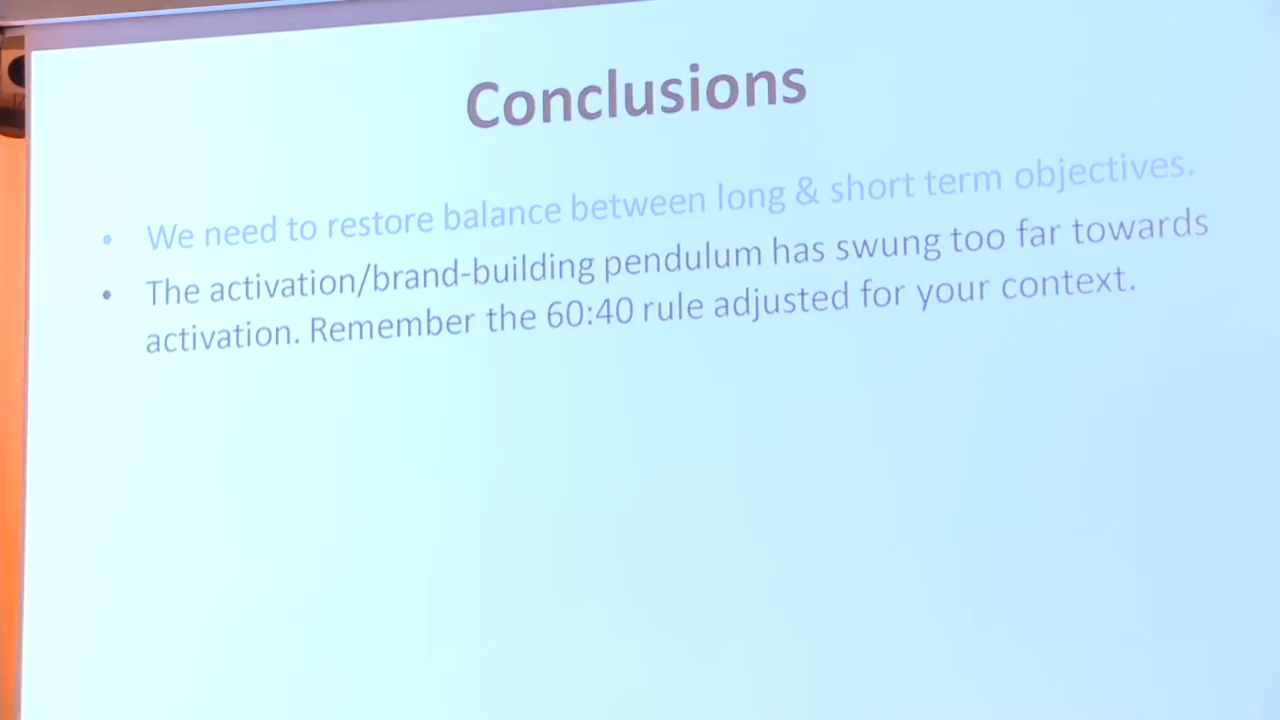 Conclusions
• We need to restore balance between long & short term objectives.
• The activation/brand-building pendulum has swung too far towards
activation. Remember the 60:40 rule adjusted for your context.